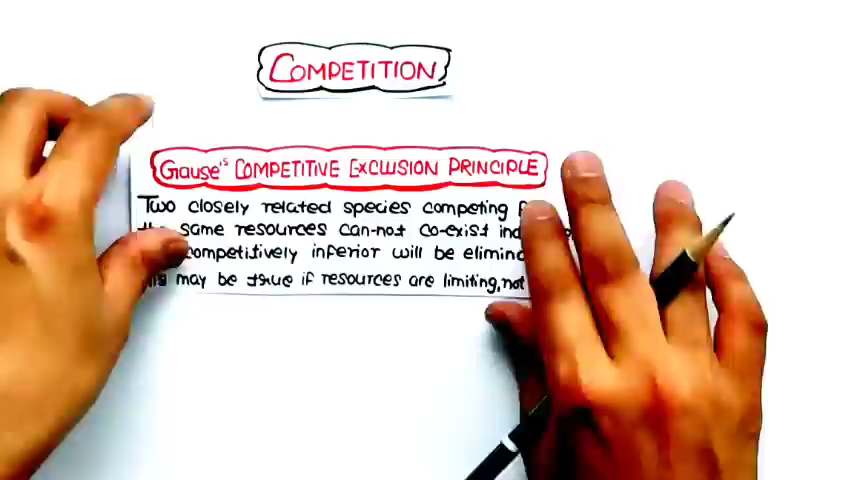 COMPETITION
Gause's COMPETITIVE EXCLUSION PRINCIPLE
Two closely related species competing
same resources can-not co-exist
competitively inferior will be
may be true if resources are limiting, not